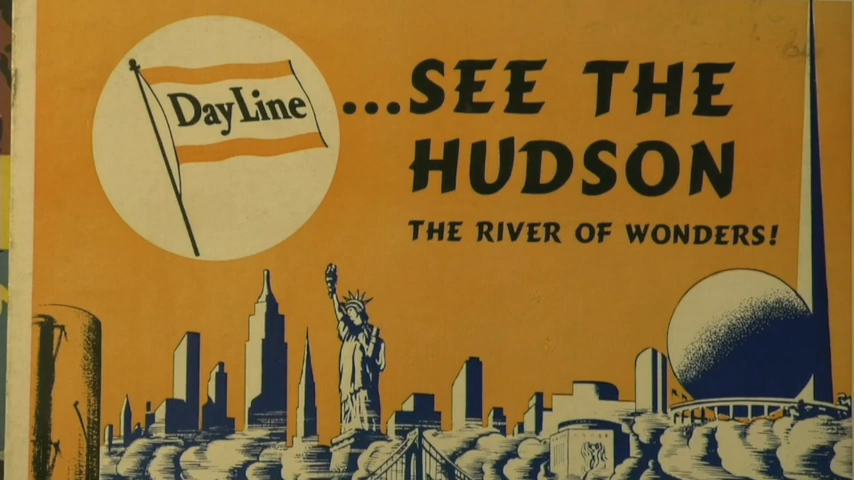 Day Line
...SEE THE
HUDSON
THE RIVER OF WONDERS!